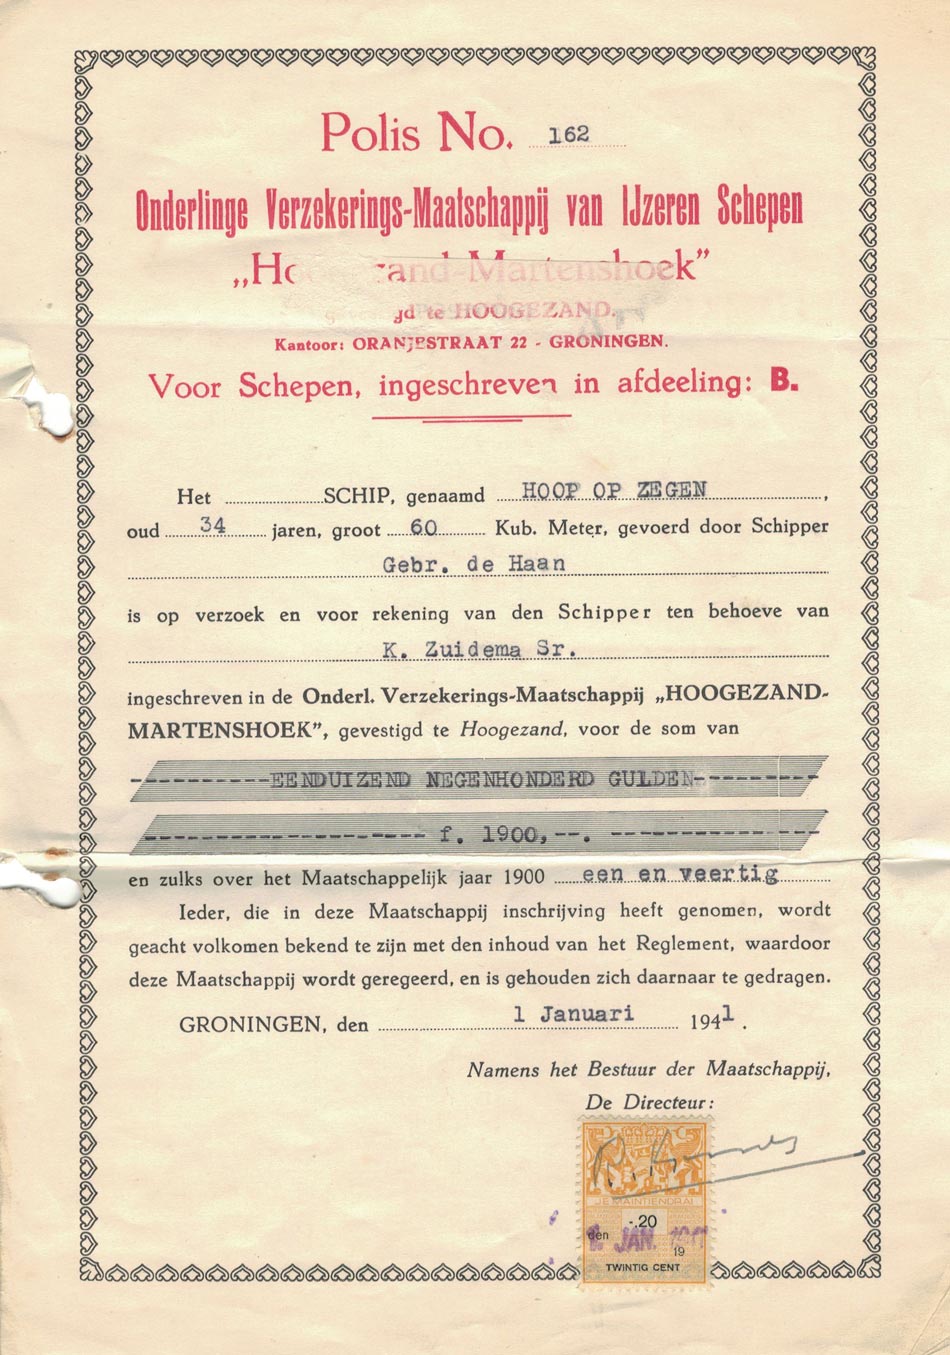 Polis No. 162
Onderlinge Verzekerings-Maatschappij van IJzeren Schepen
„Hoogezand-Martenshoek”
gevestigd te HOOGEZAND.
Kantoor: ORANJESTRAAT 22 - GRONINGEN.
Voor Schepen, ingeschreven in afdeeling: B.
Het SCHIP, genaamd HOOP OP ZEGEN,
oud 34 jaren, groot 60 Kub. Meter, gevoerd door Schipper
Gebr. de Haan
is op verzoek en voor rekening van den Schipper ten behoeve van
K. Zuidema Sr.
ingeschreven in de Onderl. Verzekerings-Maatschappij „HOOGEZAND-
MARTENSHOEK”, gevestigd te Hoogezand, voor de som van
----------EENDUIZEND NEGENHONDERD GULDEN----------
-------------------- f. 1900,--. ---------------
en zulks over het Maatschappelijk jaar 1900 een en veertig
Ieder, die in deze Maatschappij inschrijving heeft genomen, wordt
geacht volkomen bekend te zijn met den inhoud van het Reglement, waardoor
deze Maatschappij wordt geregeerd, en is gehouden zich daarnaar te gedragen.
GRONINGEN, den 1 Januari 1941.
Namens het Bestuur der Maatschappij,
De Directeur:
JE MAINTIENDRAI
-.20
den 1 JAN. 1941
19
TWINTIG CENT